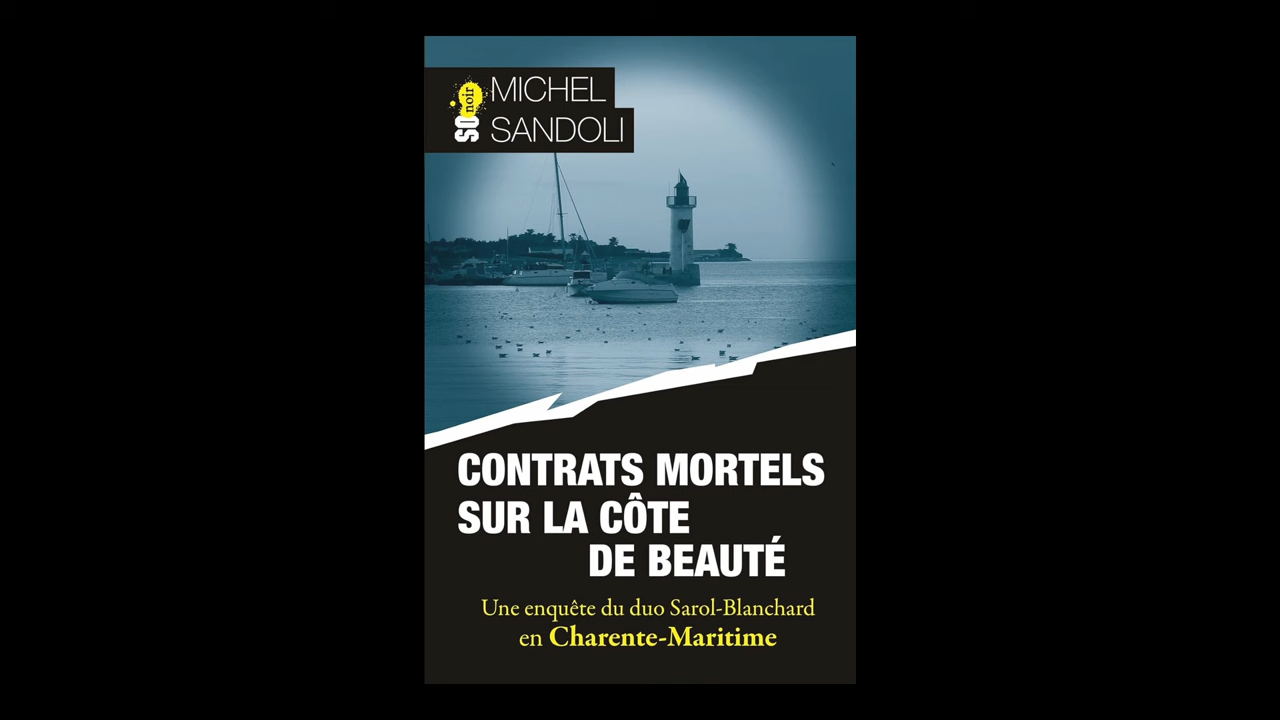 SO noir
MICHEL
SANDOLI
CONTRATS MORTELS
SUR LA CÔTE
DE BEAUTÉ
Une enquête du duo Sarol-Blanchard
en Charente-Maritime